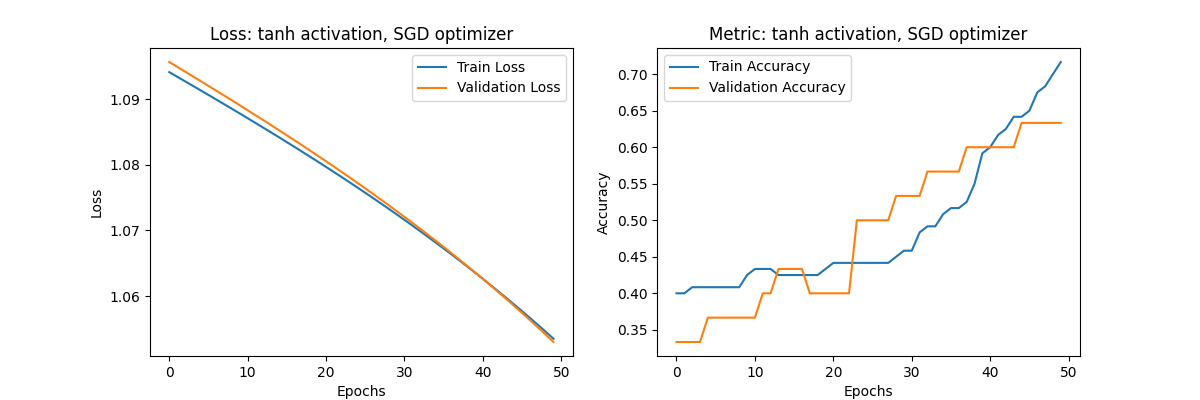 Loss: tanh activation, SGD optimizer
Train Loss
Validation Loss
1.09
1.08
1.07
1.06
Loss
0 10 20 30 40 50
Epochs
Metric: tanh activation, SGD optimizer
Train Accuracy
Validation Accuracy
0.70
0.65
0.60
0.55
0.50
0.45
0.40
0.35
Accuracy
0 10 20 30 40 50
Epochs